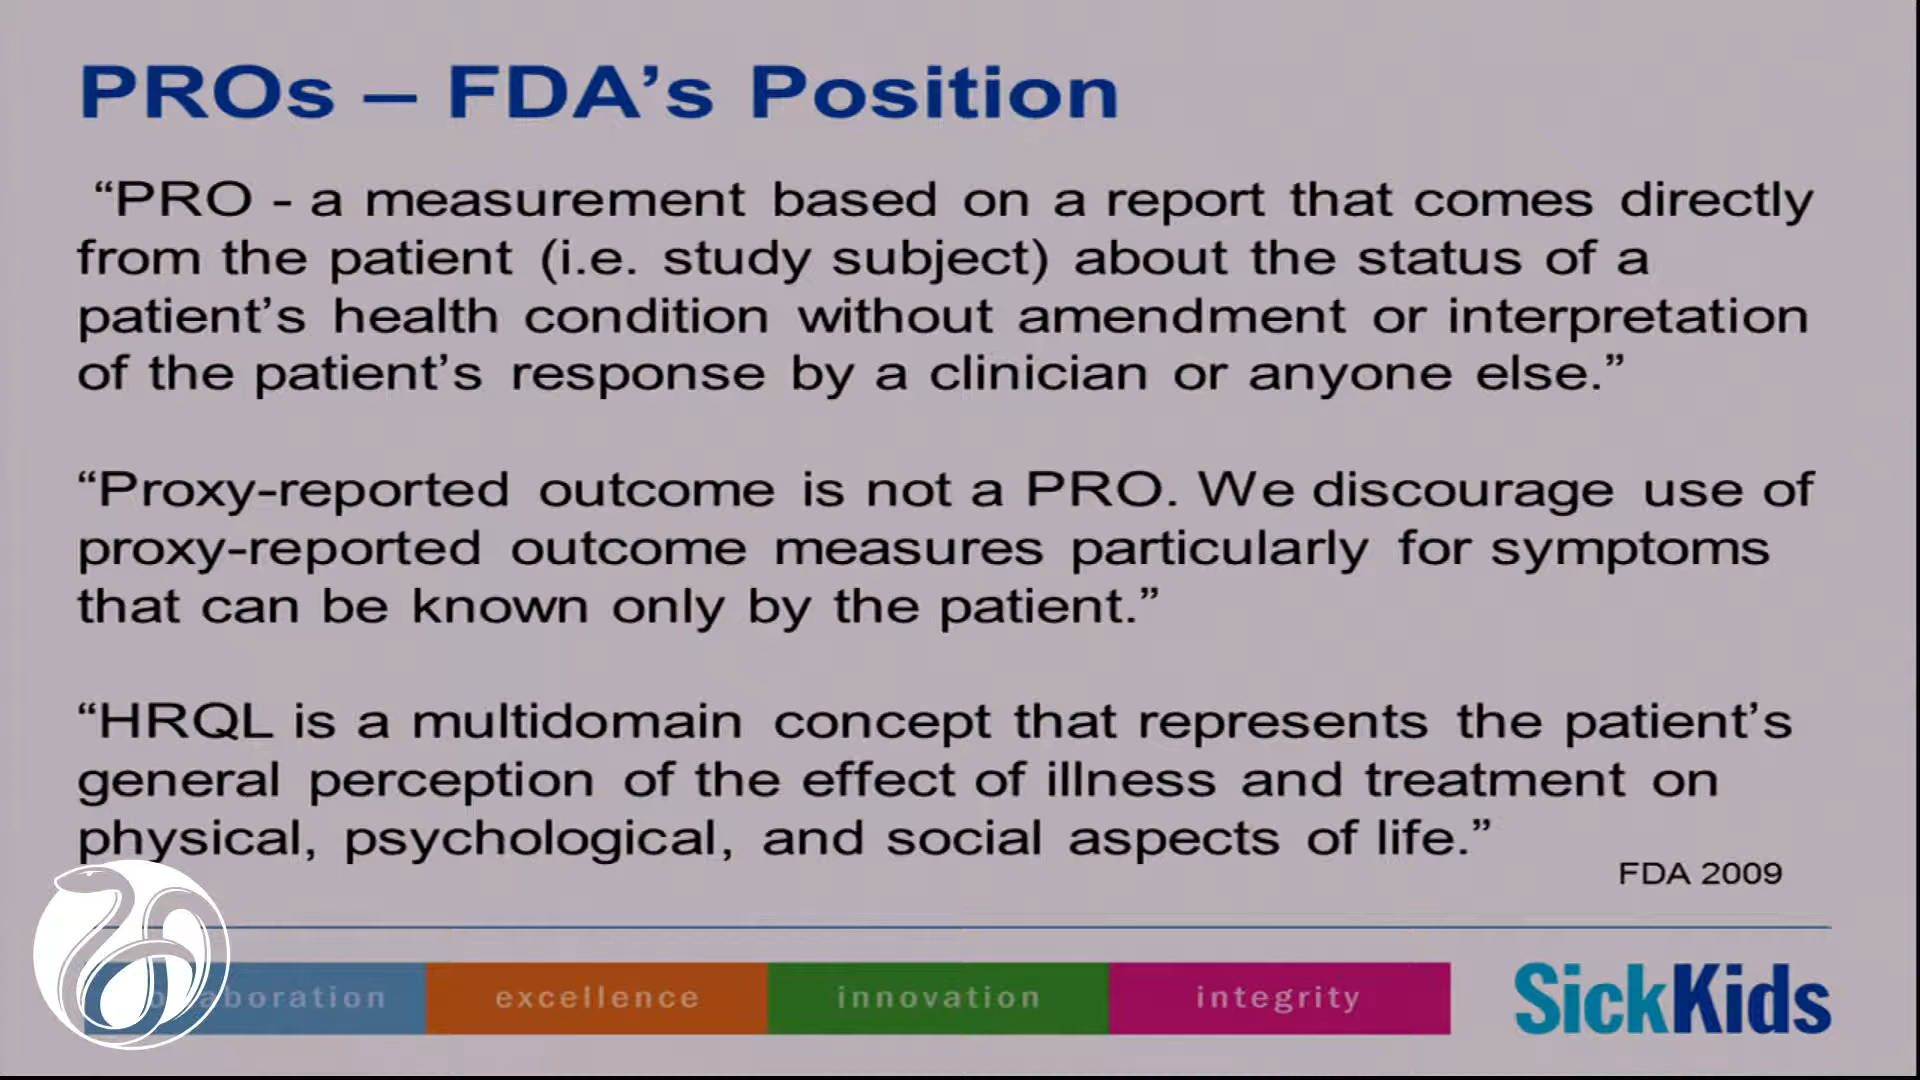 PROs – FDA’s Position
“PRO - a measurement based on a report that comes directly
from the patient (i.e. study subject) about the status of a
patient’s health condition without amendment or interpretation
of the patient’s response by a clinician or anyone else.”
“Proxy-reported outcome is not a PRO. We discourage use of
proxy-reported outcome measures particularly for symptoms
that can be known only by the patient.”
“HRQL is a multidomain concept that represents the patient’s
general perception of the effect of illness and treatment on
physical, psychological, and social aspects of life.”
FDA 2009
excellence innovation integrity
SickKids